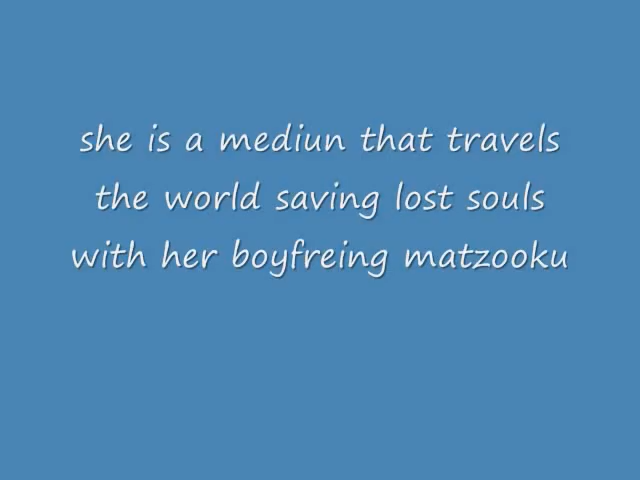 she is a mediun that travels
the world saving lost souls
with her boyfreing matzooku